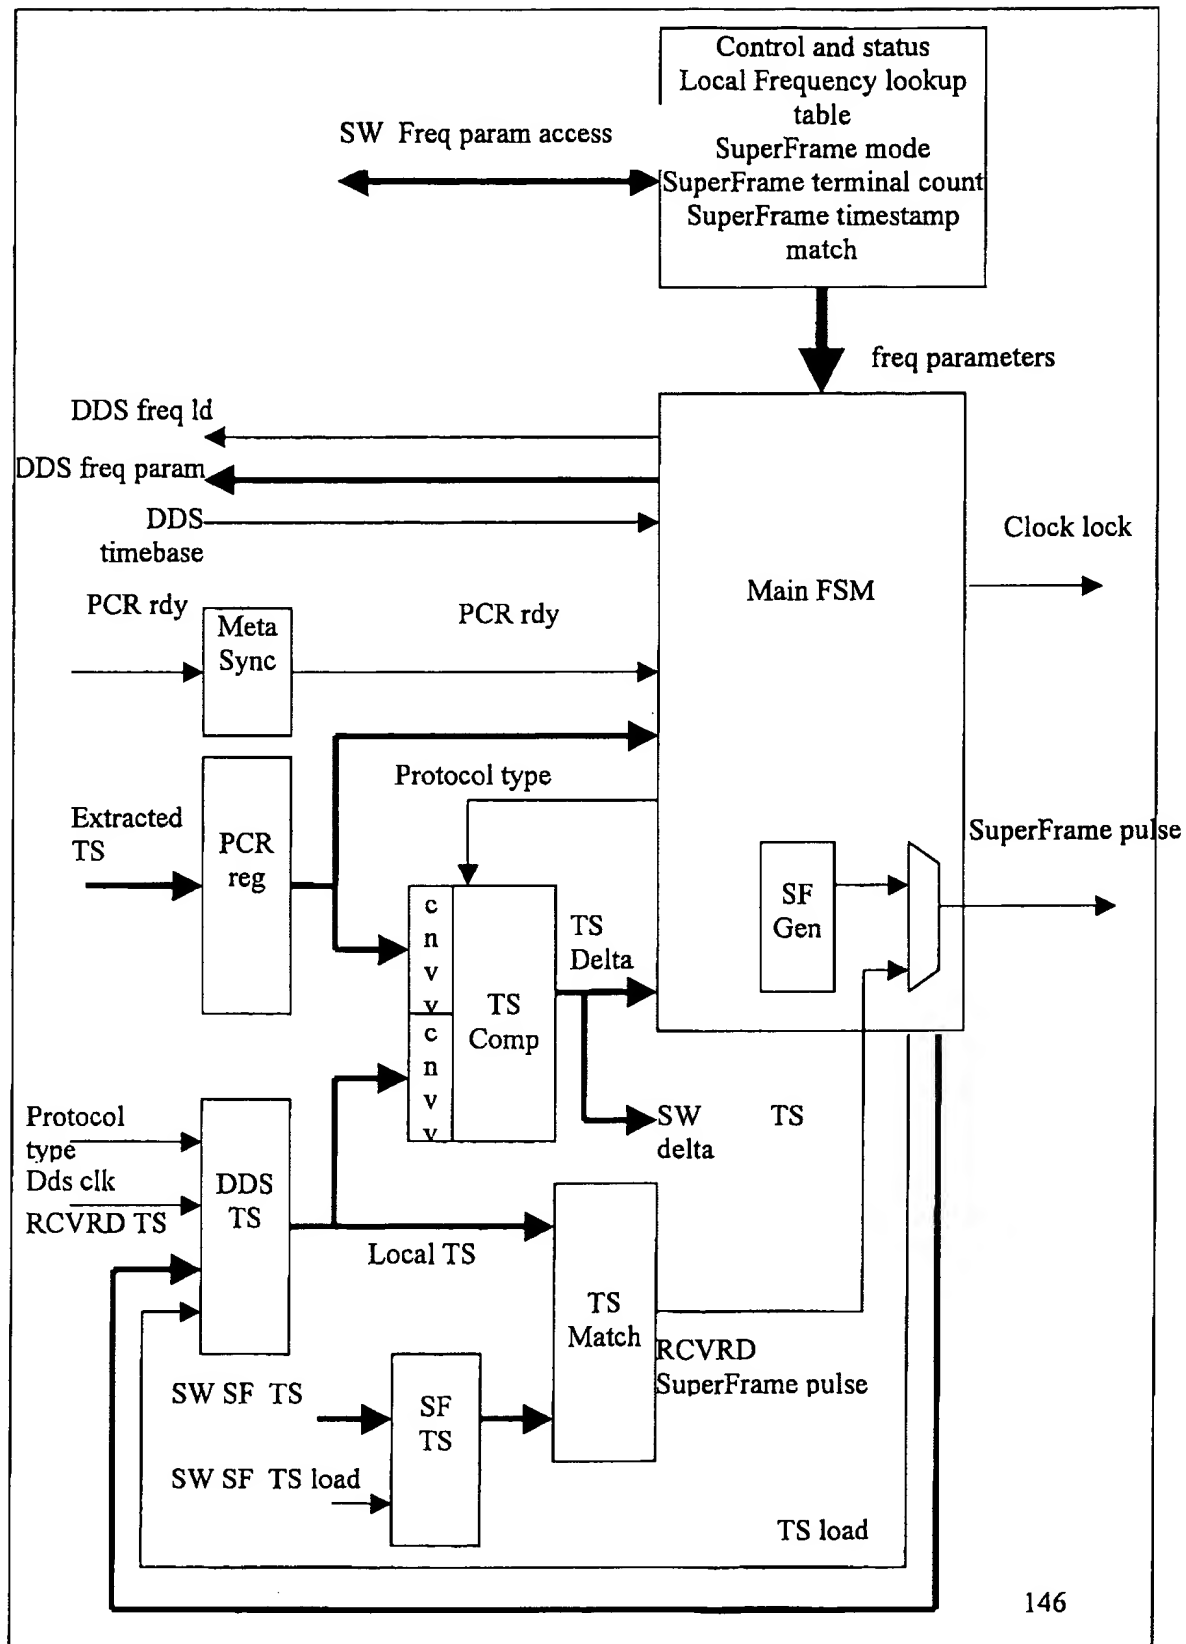 Control and status
Local Frequency lookup
table
SuperFrame mode
SuperFrame terminal count
SuperFrame timestamp
match
SW Freq param access
freq parameters
DDS freq ld
DDS freq param
DDS
timebase
Clock lock
Main FSM
PCR rdy
Meta
Sync
PCR rdy
Protocol type
Extracted
TS
PCR
reg
SuperFrame pulse
SF
Gen
c
n
v
v
TS
Delta
TS
Comp
c
n
v
v
Protocol
type
Dds clk
RCVRD TS
DDS
TS
SW TS
delta
Local TS
TS
Match
RCVRD
SuperFrame pulse
SW SF TS
SF
TS
SW SF TS load
TS load
146